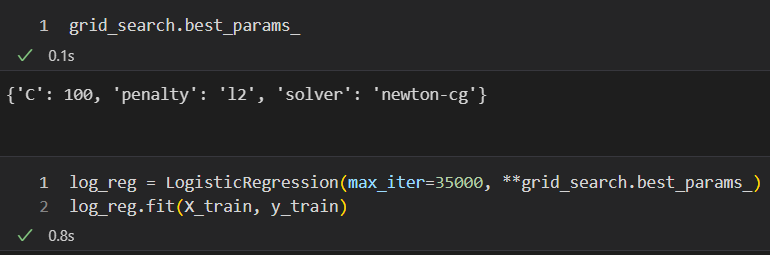 1 grid_search.best_params_
0.1s
{'C': 100, 'penalty': 'l2', 'solver': 'newton-cg'}
1 log_reg = LogisticRegression(max_iter=35000, **grid_search.best_params_)
2 log_reg.fit(X_train, y_train)
0.8s